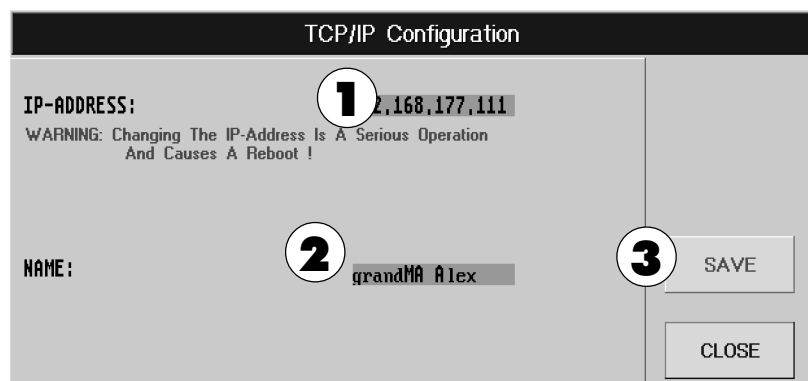 TCP/IP Configuration
IP-ADDRESS: 1 2,168,177,111
WARNING: Changing The IP-Address Is A Serious Operation
And Causes A Reboot !
NAME: 2 grandMA Alex
3 SAVE
CLOSE